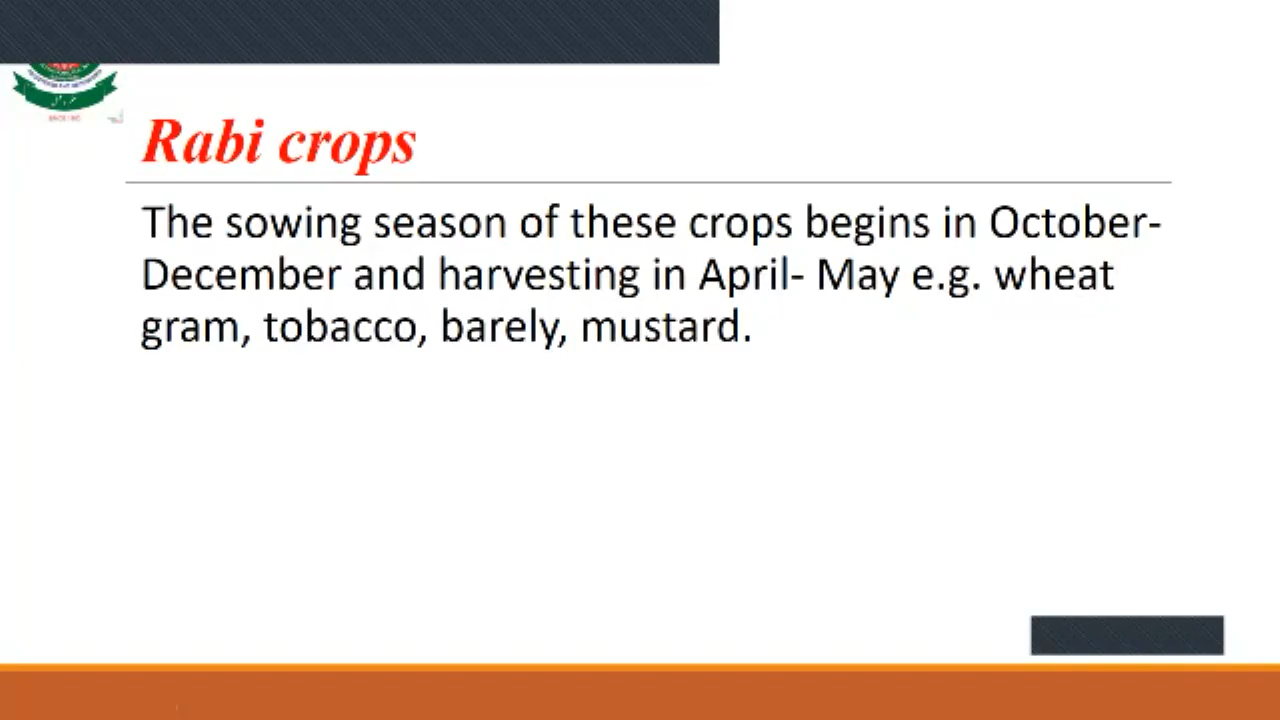 Rabi crops
The sowing season of these crops begins in October-
December and harvesting in April- May e.g. wheat
gram, tobacco, barely, mustard.